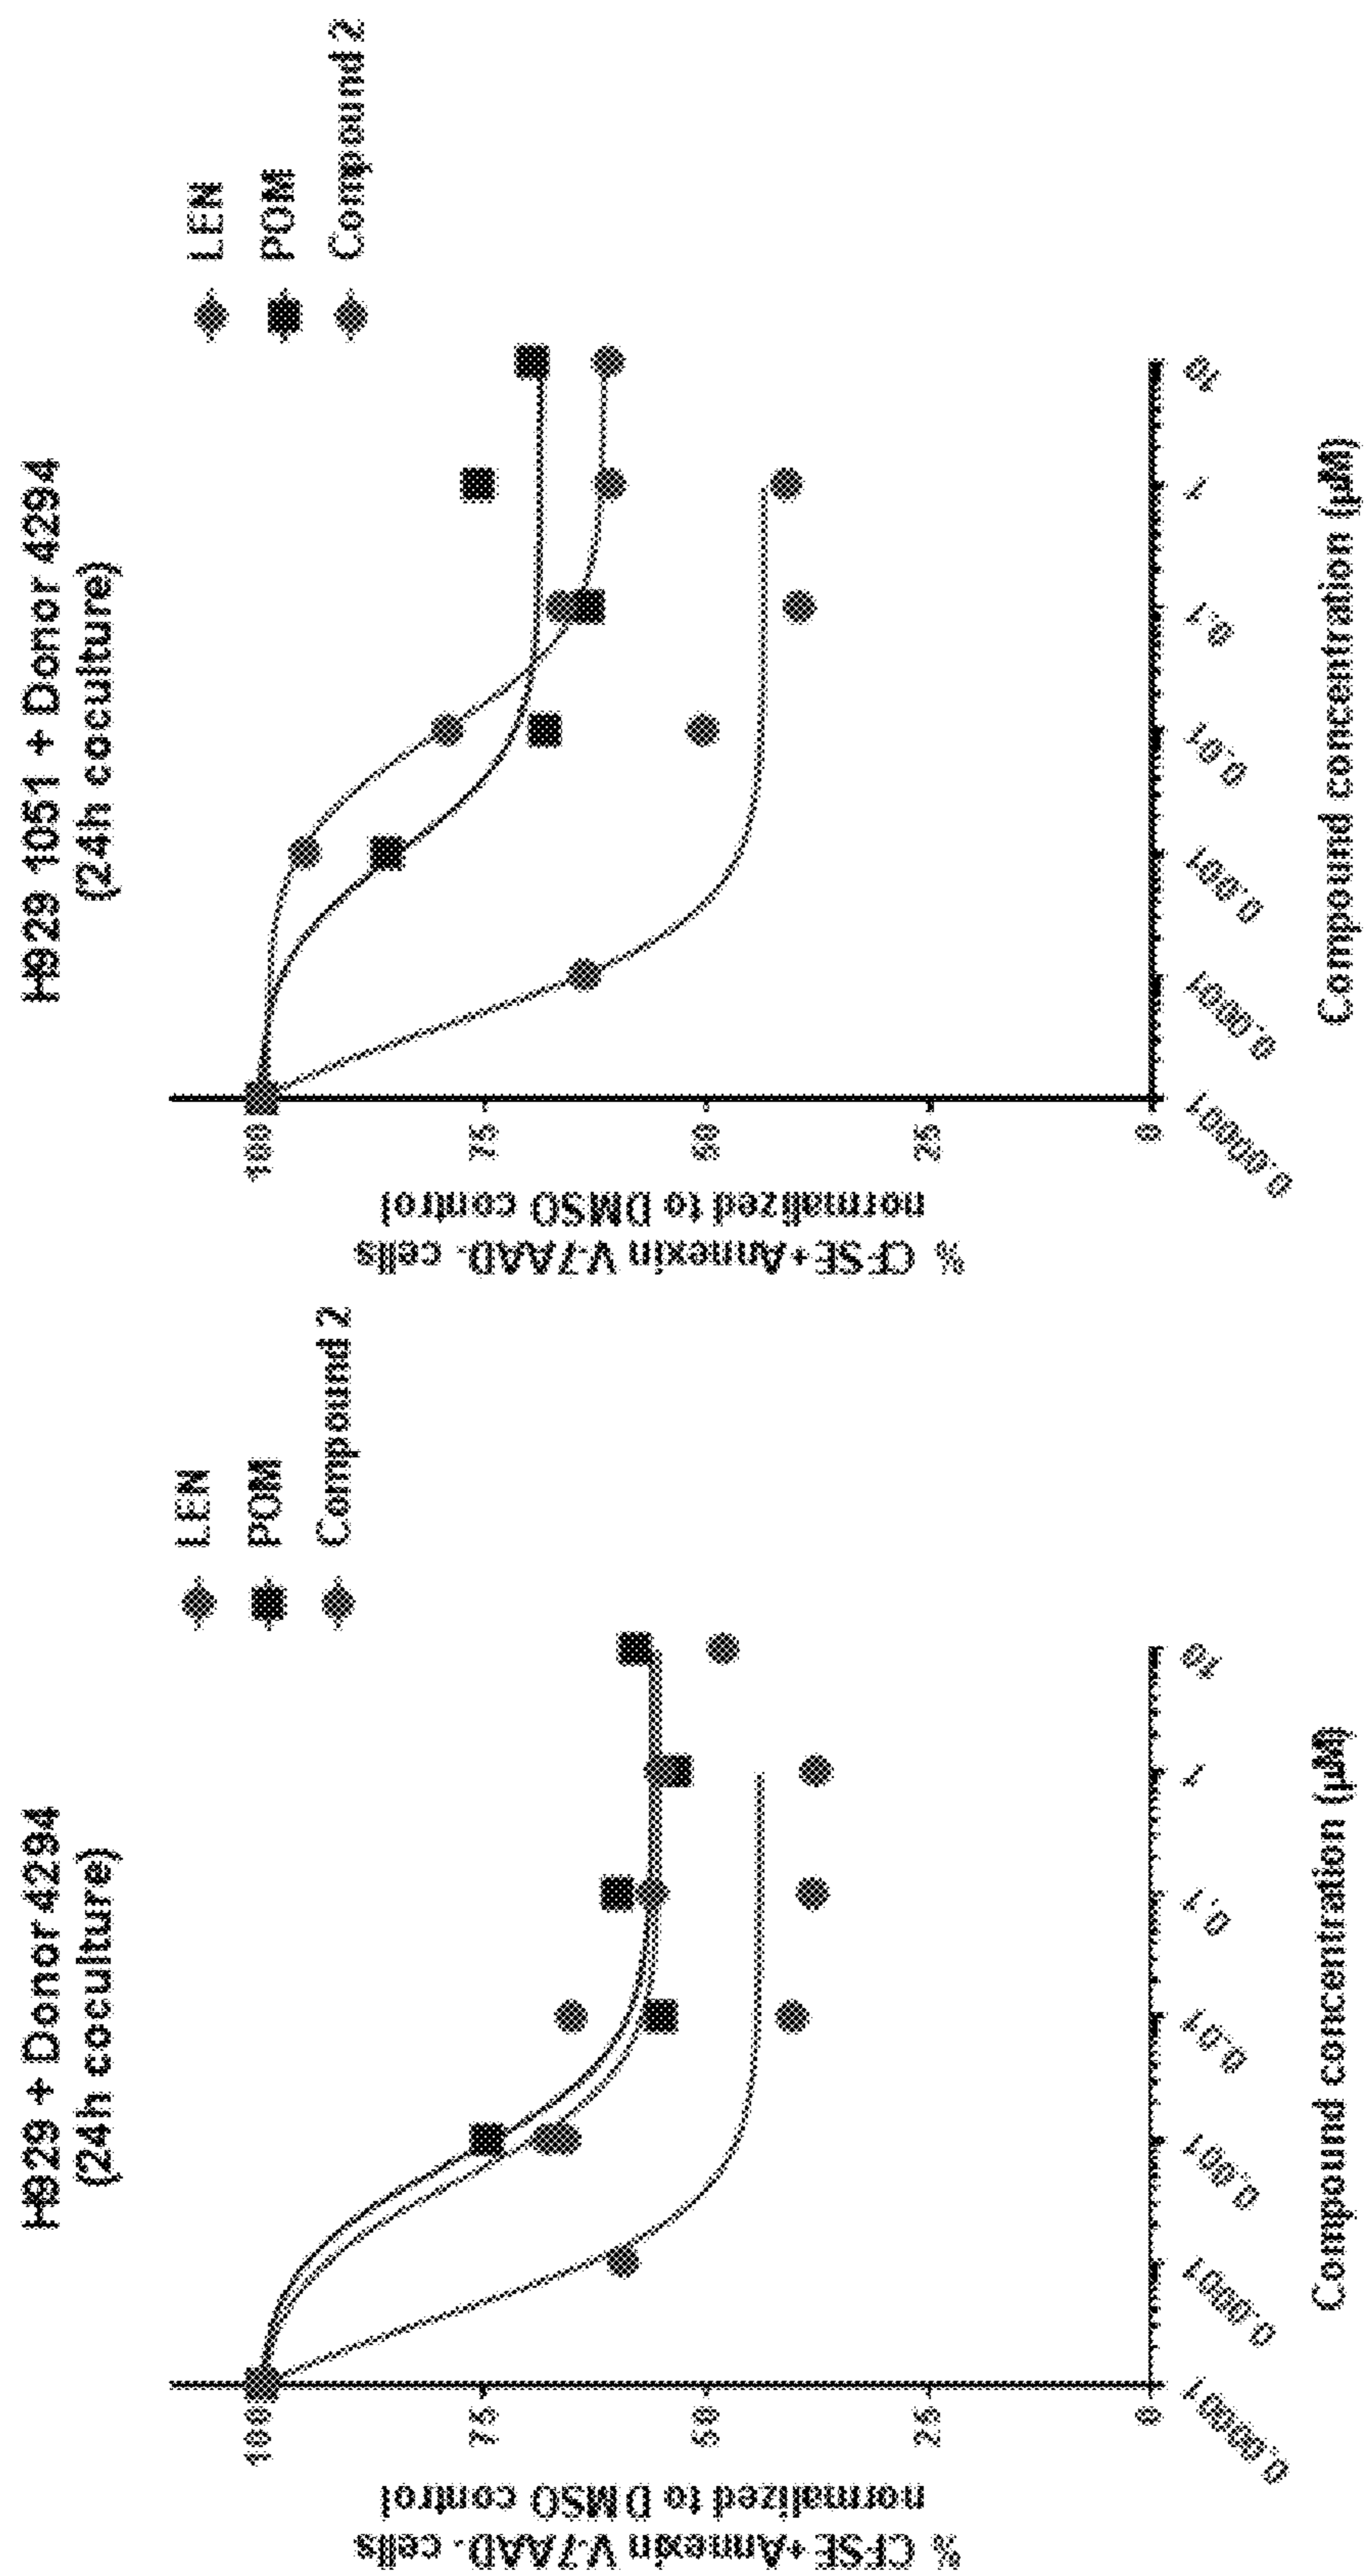 H929 + Donor 4294
(24h coculture)
% CFSE+Annexin V-7AAD- cells
normalized to DMSO control
100
75
50
25
0
0.00001
0.0001
0.001
0.01
0.1
1
10
Compound concentration (µM)
LEN
POM
Compound 2
H929 1051 + Donor 4294
(24h coculture)
% CFSE+Annexin V-7AAD- cells
normalized to DMSO control
100
75
50
25
0
0.00001
0.0001
0.001
0.01
0.1
1
10
Compound concentration (µM)
LEN
POM
Compound 2